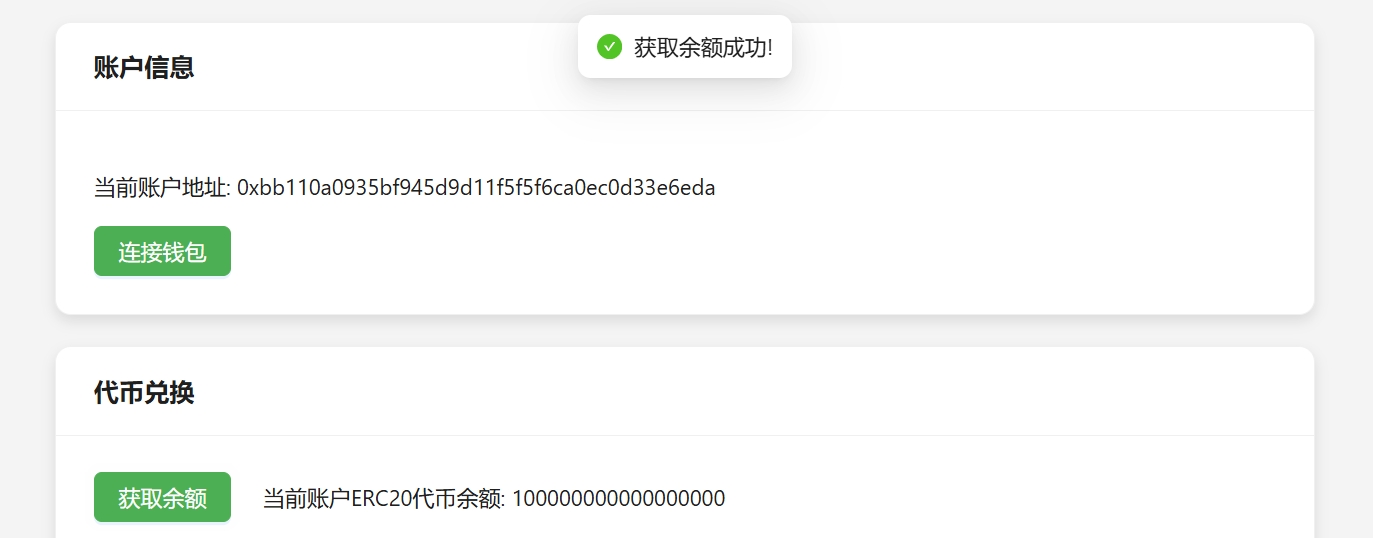 获取余额成功!
账户信息
当前账户地址: 0xbb110a0935bf945d9d11f5f5f6ca0ec0d33e6eda
连接钱包
代币兑换
获取余额 当前账户ERC20代币余额: 100000000000000000